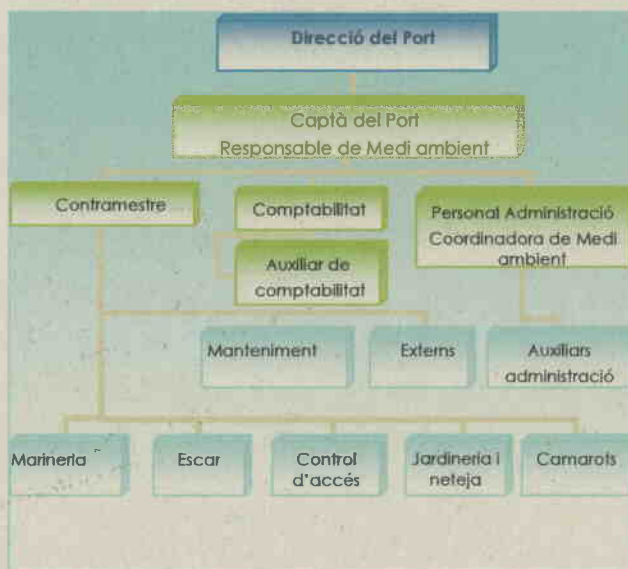 Direcció del Port
Captà del Port
Responsable de Medi ambient
Contramestre
Comptabilitat
Personal Administració
Coordinadora de Medi
ambient
Auxiliar de
comptabilitat
Manteniment
Externs
Auxiliars
administració
Marineria
Escar
Control
d'accés
Jardineria i
neteja
Camarots